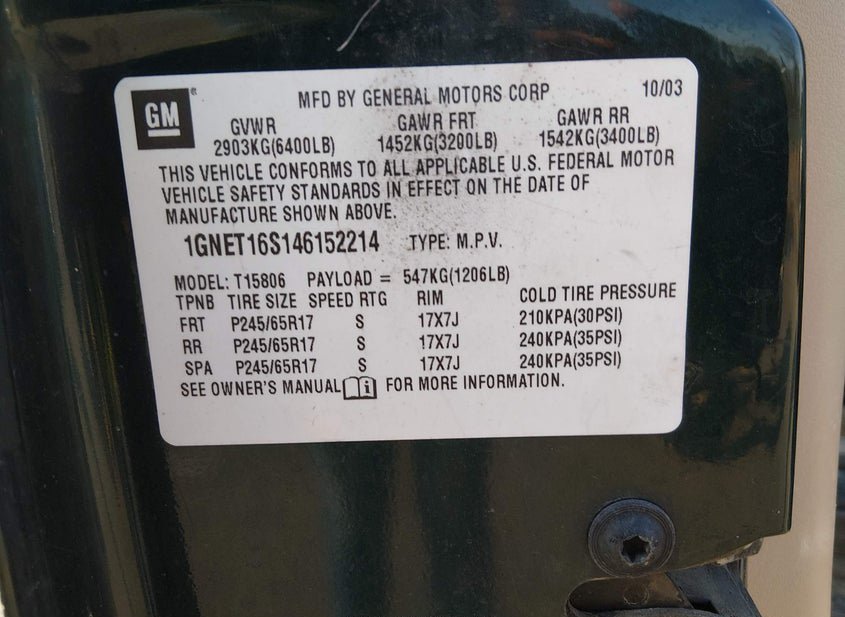 GM ® MFD BY GENERAL MOTORS CORP 10/03
GVWR GAWR FRT GAWR RR
2903KG(6400LB) 1452KG(3200LB) 1542KG(3400LB)
THIS VEHICLE CONFORMS TO ALL APPLICABLE U.S. FEDERAL MOTOR
VEHICLE SAFETY STANDARDS IN EFFECT ON THE DATE OF
MANUFACTURE SHOWN ABOVE.
1GNET16S146152214 TYPE: M.P.V.
MODEL: T15806 PAYLOAD = 547KG(1206LB)
TPNB TIRE SIZE SPEED RTG RIM COLD TIRE PRESSURE
FRT P245/65R17 S 17X7J 210KPA(30PSI)
RR P245/65R17 S 17X7J 240KPA(35PSI)
SPA P245/65R17 S 17X7J 240KPA(35PSI)
SEE OWNER'S MANUAL i FOR MORE INFORMATION.